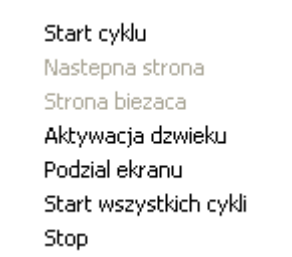 Start cyklu
Nastepna strona
Strona biezaca
Aktywacja dzwieku
Podzial ekranu
Start wszystkich cykli
Stop